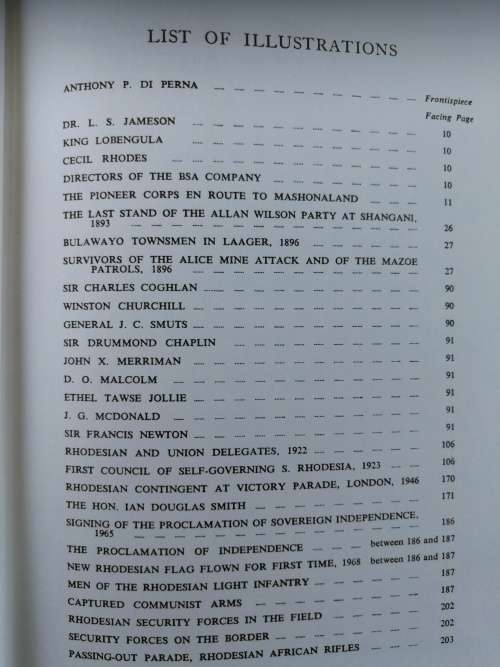 LIST OF ILLUSTRATIONS
ANTHONY P. DI PERNA Frontispiece
Facing Page
DR. L. S. JAMESON 10
KING LOBENGULA 10
CECIL RHODES 10
DIRECTORS OF THE BSA COMPANY 10
THE PIONEER CORPS EN ROUTE TO MASHONALAND 11
THE LAST STAND OF THE ALLAN WILSON PARTY AT SHANGANI,
1893 26
BULAWAYO TOWNSMEN IN LAAGER, 1896 27
SURVIVORS OF THE ALICE MINE ATTACK AND OF THE MAZOE
PATROLS, 1896 27
SIR CHARLES COGHLAN 90
WINSTON CHURCHILL 90
GENERAL J. C. SMUTS 90
SIR DRUMMOND CHAPLIN 91
JOHN X. MERRIMAN 91
D. O. MALCOLM 91
ETHEL TAWSE JOLLIE 91
J. G. MCDONALD 91
SIR FRANCIS NEWTON 91
RHODESIAN AND UNION DELEGATES, 1922 106
FIRST COUNCIL OF SELF-GOVERNING S. RHODESIA, 1923 106
RHODESIAN CONTINGENT AT VICTORY PARADE, LONDON, 1946 170
THE HON. IAN DOUGLAS SMITH 171
SIGNING OF THE PROCLAMATION OF SOVEREIGN INDEPENDENCE,
1965 186
THE PROCLAMATION OF INDEPENDENCE between 186 and 187
NEW RHODESIAN FLAG FLOWN FOR FIRST TIME, 1968 between 186 and 187
MEN OF THE RHODESIAN LIGHT INFANTRY 187
CAPTURED COMMUNIST ARMS 187
RHODESIAN SECURITY FORCES IN THE FIELD 202
SECURITY FORCES ON THE BORDER 202
PASSING-OUT PARADE, RHODESIAN AFRICAN RIFLES 203